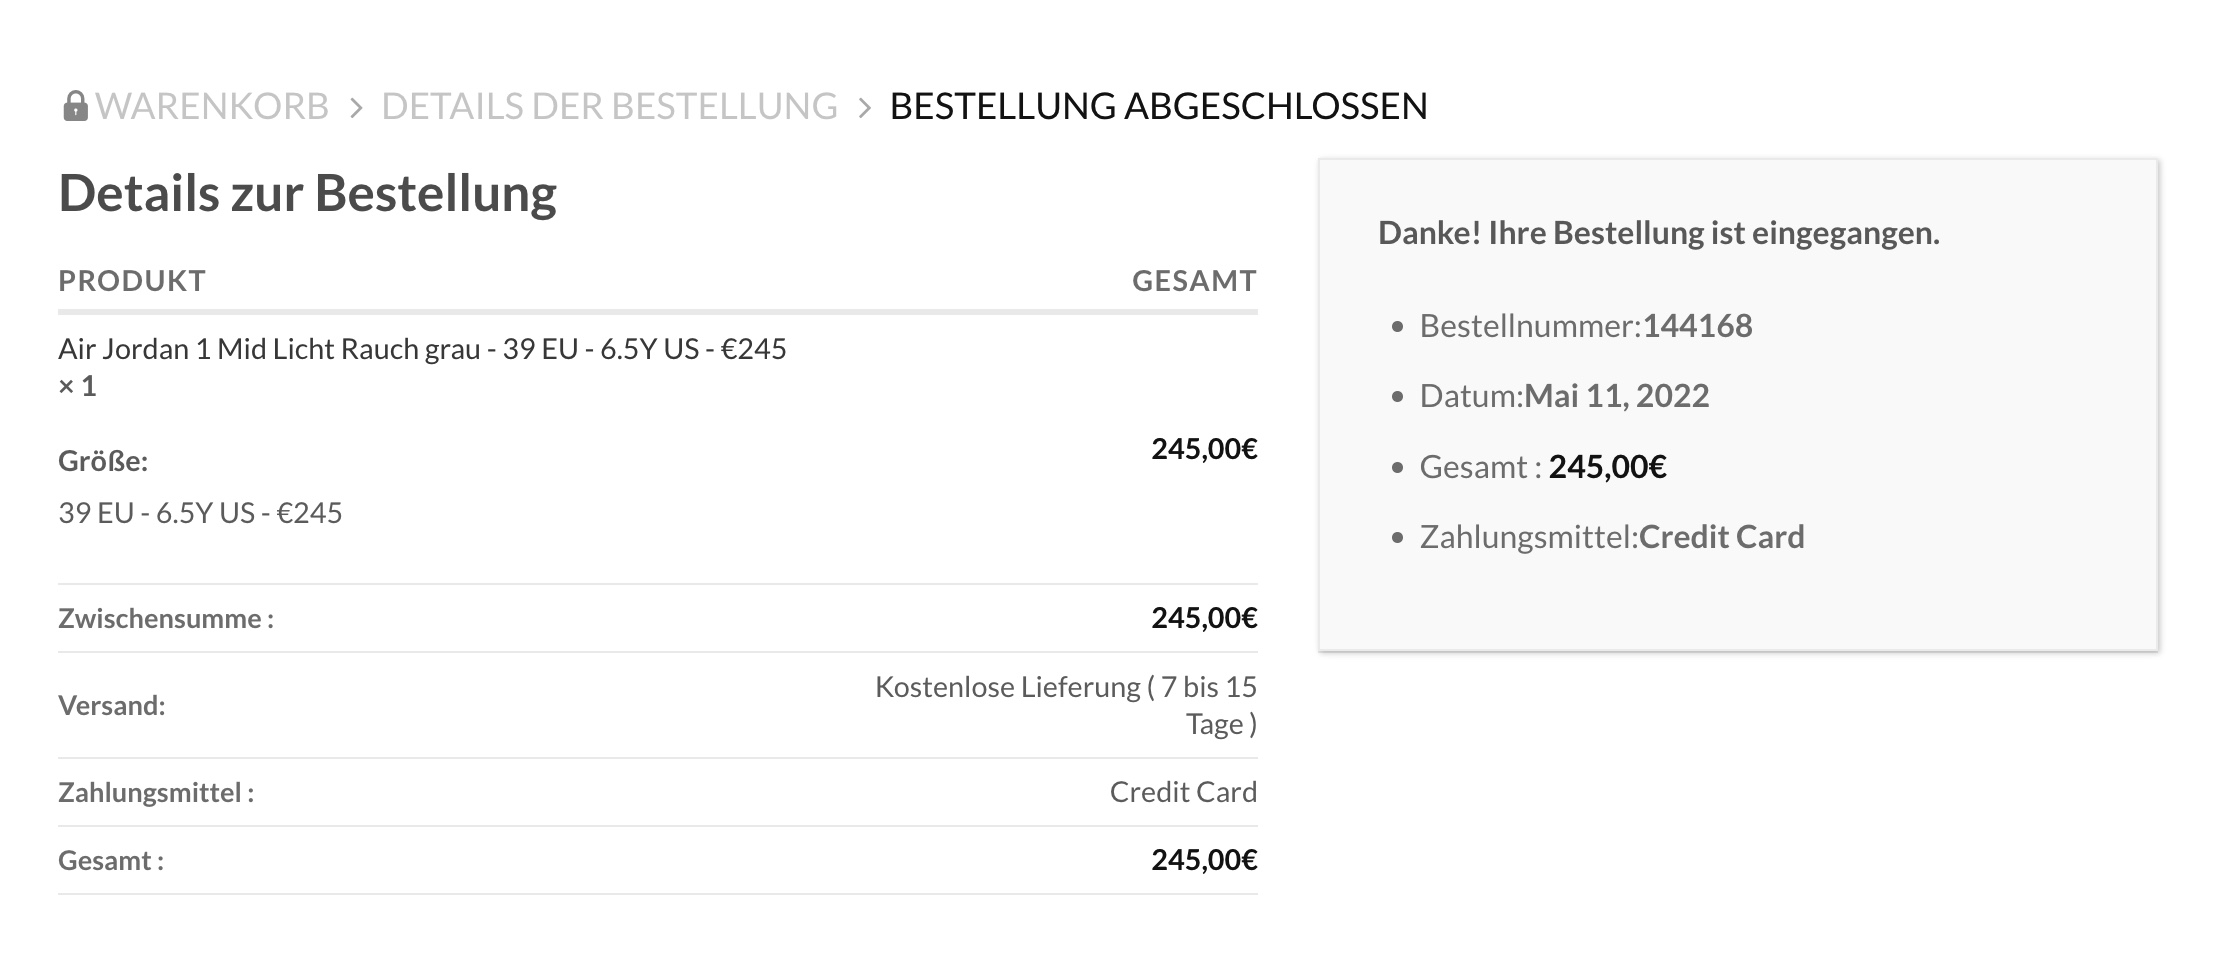 WARENKORB > DETAILS DER BESTELLUNG > BESTELLUNG ABGESCHLOSSEN
Details zur Bestellung
PRODUKT GESAMT
Air Jordan 1 Mid Licht Rauch grau - 39 EU - 6.5Y US - €245
× 1
245,00€
Größe:
39 EU - 6.5Y US - €245
Zwischensumme : 245,00€
Versand: Kostenlose Lieferung ( 7 bis 15
Tage )
Zahlungsmittel : Credit Card
Gesamt : 245,00€
Danke! Ihre Bestellung ist eingegangen.
• Bestellnummer:144168
• Datum:Mai 11, 2022
• Gesamt : 245,00€
• Zahlungsmittel:Credit Card